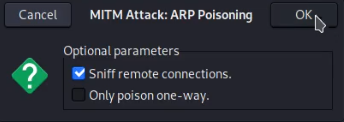 Cancel MITM Attack: ARP Poisoning OK
Optional parameters
Sniff remote connections.
Only poison one-way.